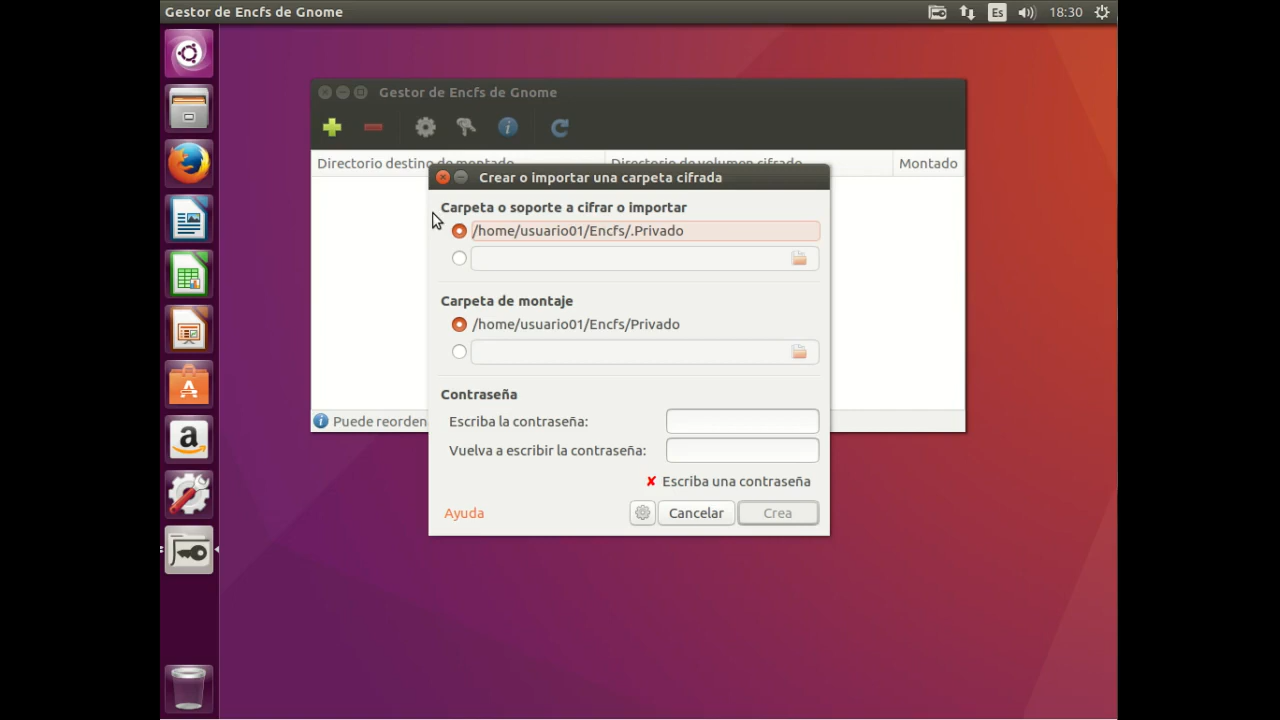 Gestor de Encfs de Gnome
Es
18:30
Gestor de Encfs de Gnome
Directorio destino de montado
Directorio de volumen cifrado
Montado
Crear o importar una carpeta cifrada
Carpeta o soporte a cifrar o importar
/home/usuario01/Encfs/.Privado
Carpeta de montaje
/home/usuario01/Encfs/Privado
Contraseña
Escriba la contraseña:
Puede reorden
Vuelva a escribir la contraseña:
✘ Escriba una contraseña
Ayuda
Cancelar
Crea